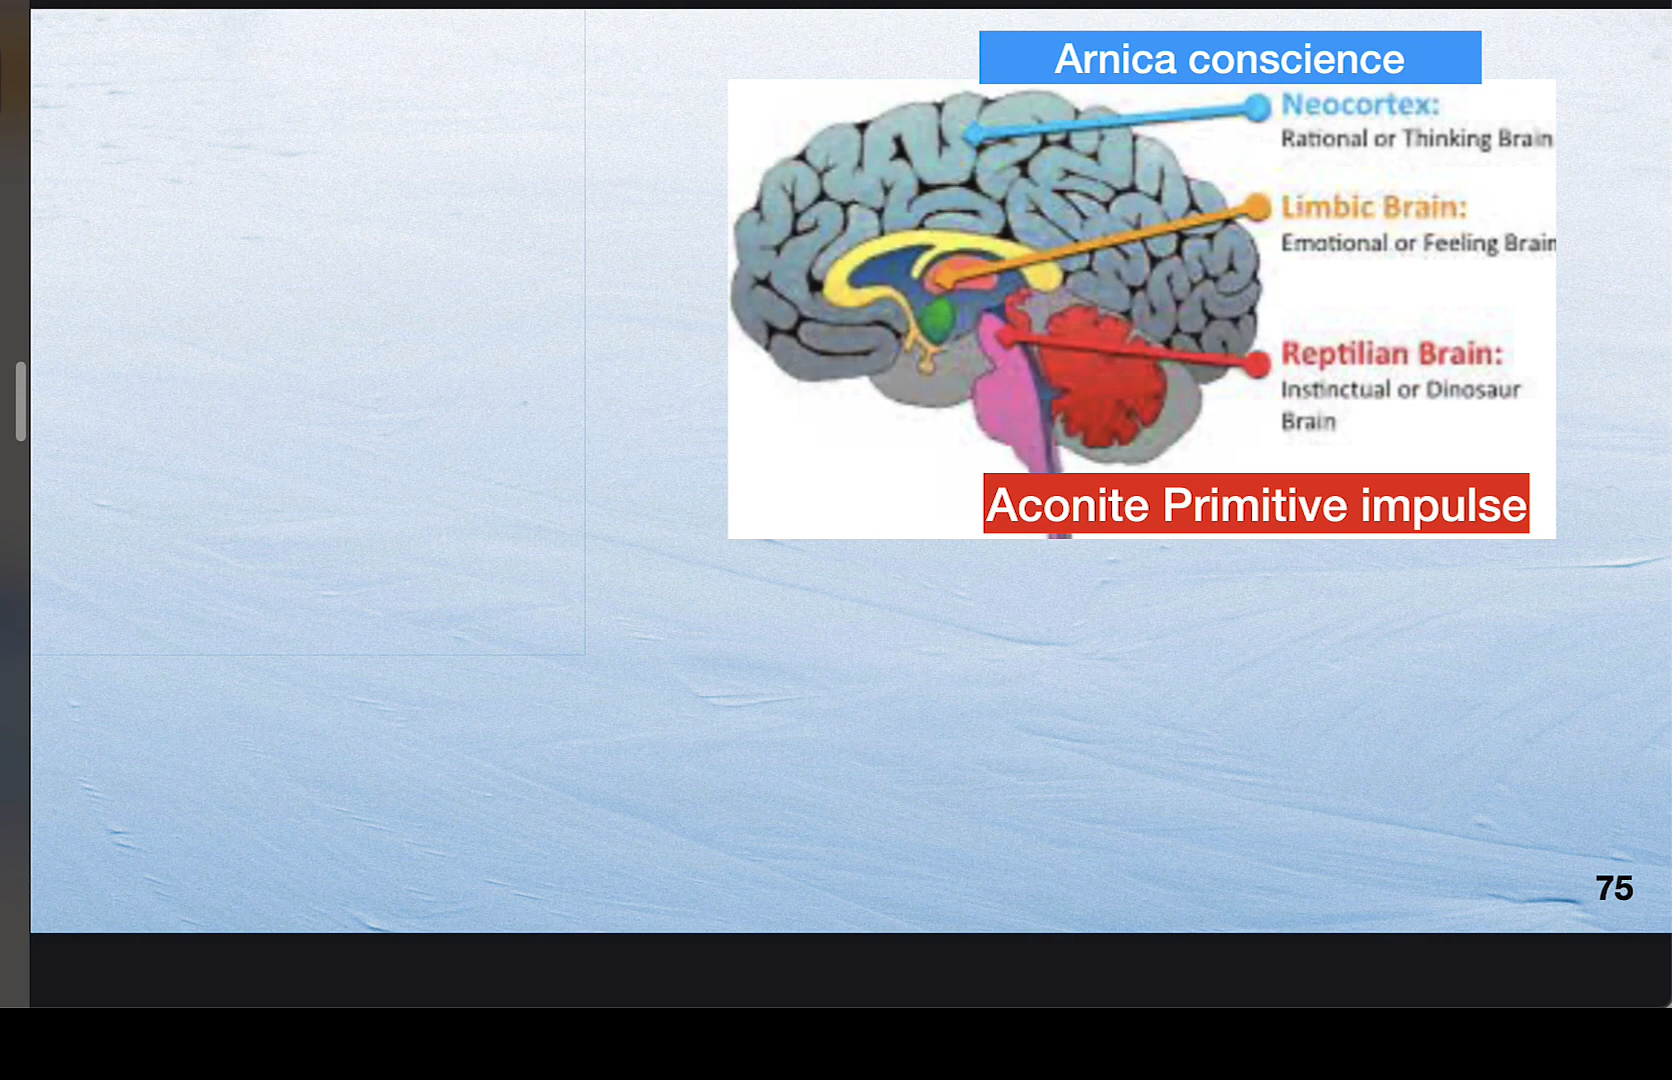 Arnica conscience
Neocortex:
Rational or Thinking Brain
Limbic Brain:
Emotional or Feeling Brain
Reptilian Brain:
Instinctual or Dinosaur
Brain
Aconite Primitive impulse
75